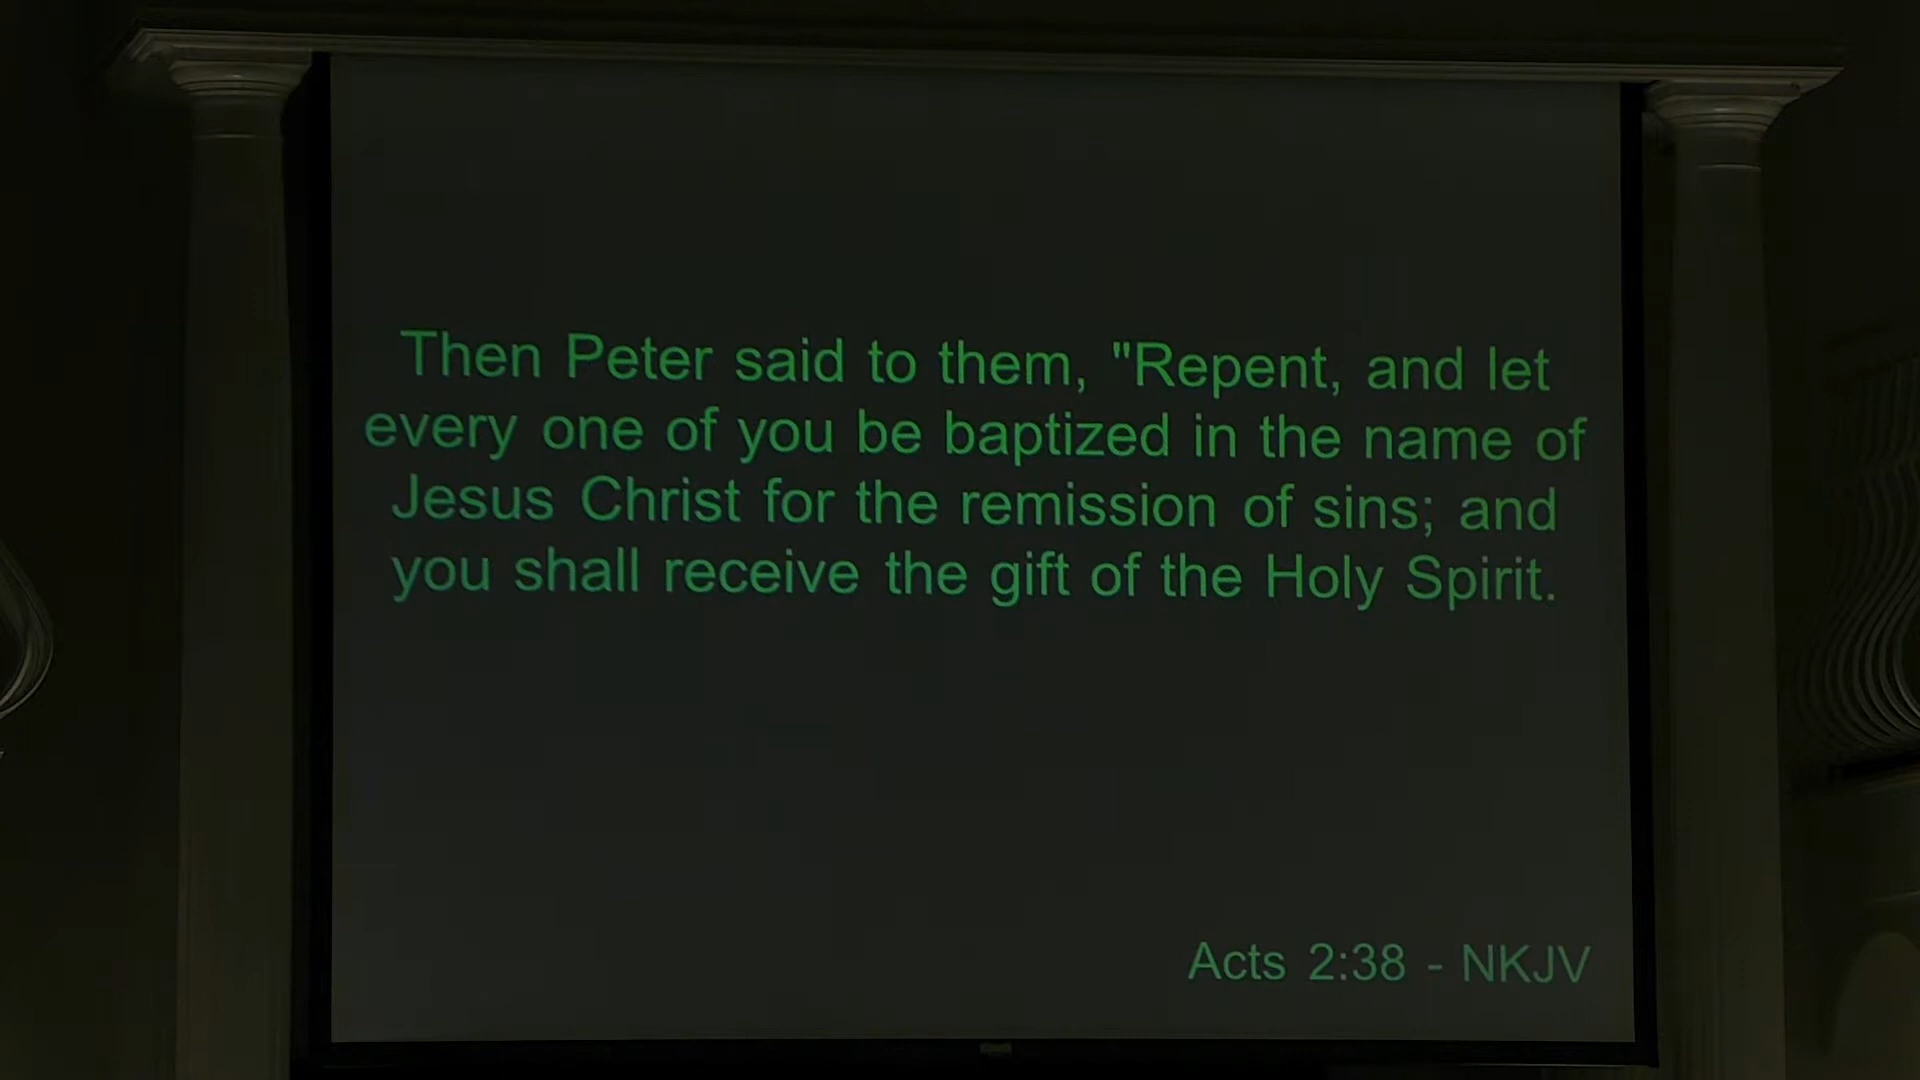 Then Peter said to them, "Repent, and let
every one of you be baptized in the name of
Jesus Christ for the remission of sins; and
you shall receive the gift of the Holy Spirit.
Acts 2:38 - NKJV